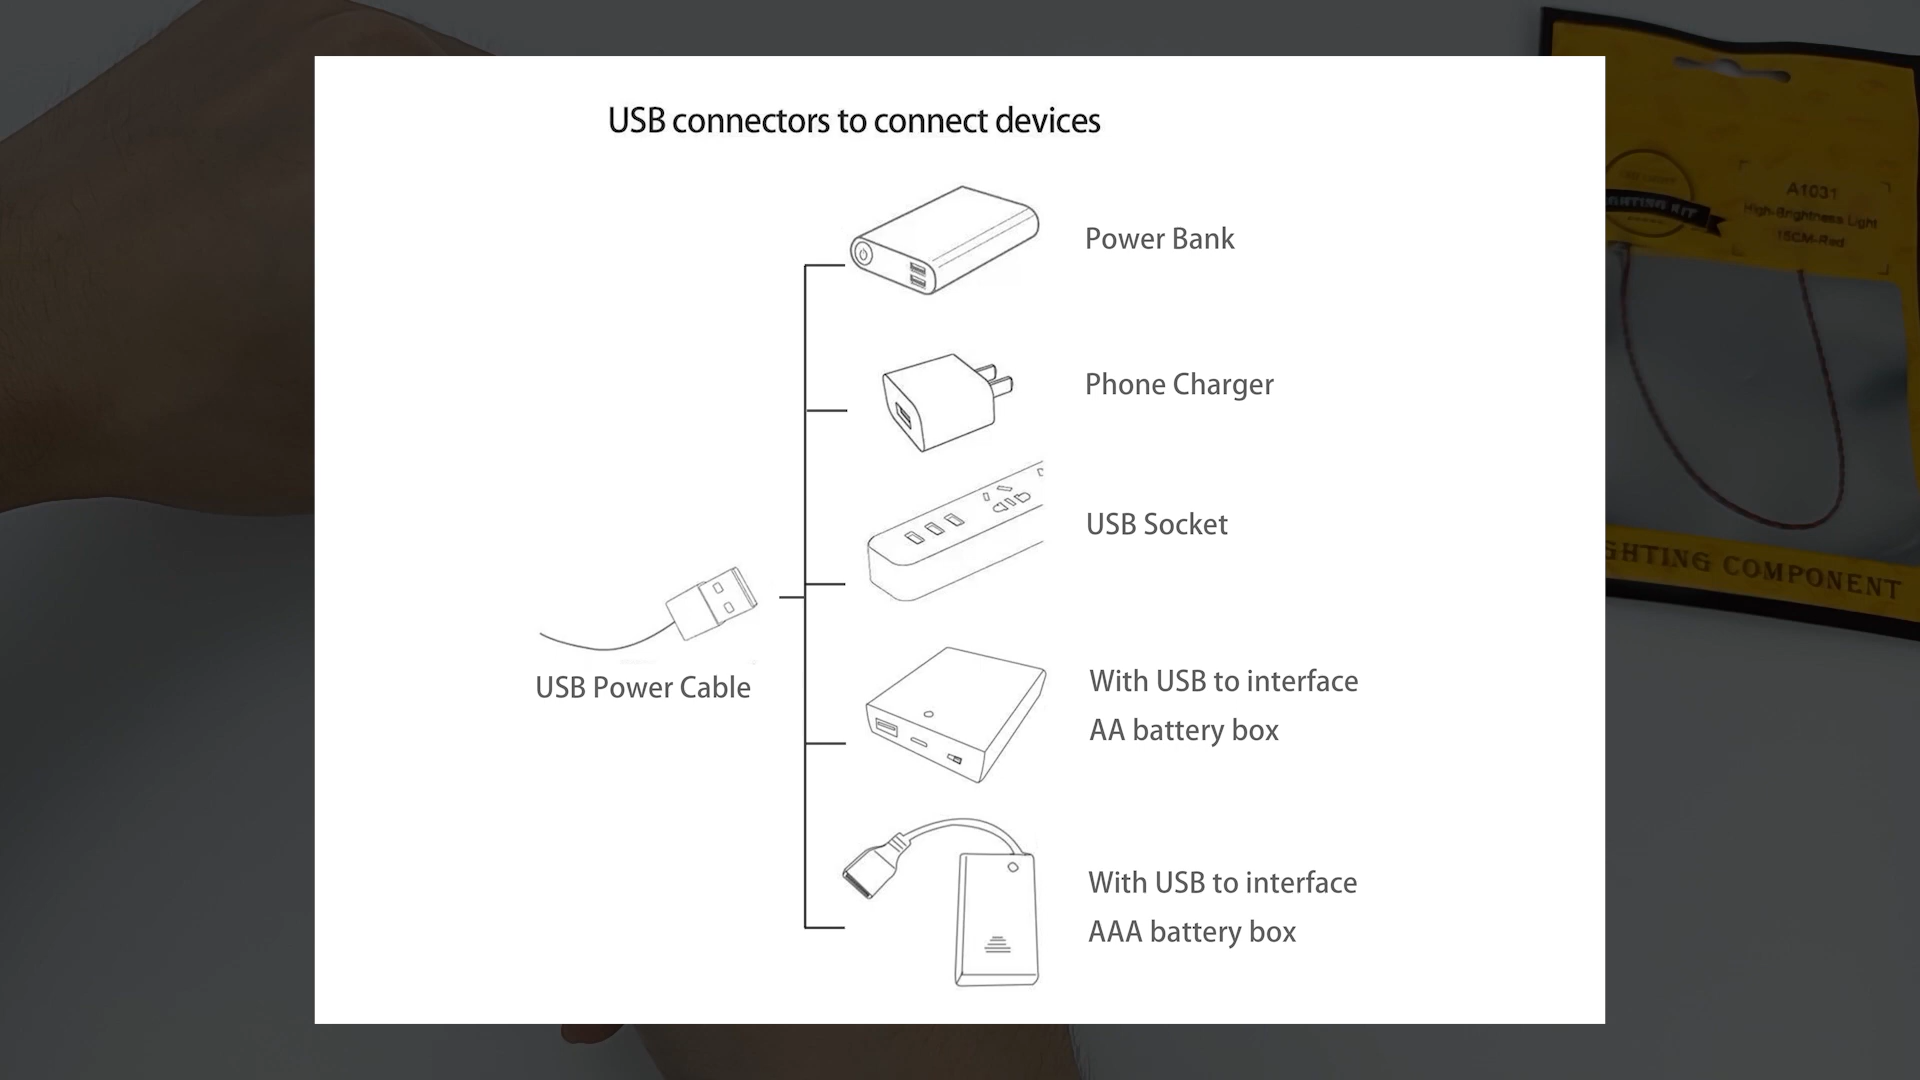 USB connectors to connect devices
Power Bank
Phone Charger
USB Socket
USB Power Cable
With USB to interface
AA battery box
With USB to interface
AAA battery box
A1031
High-Brightness Light
15CM-Red
GHTING COMPONENT